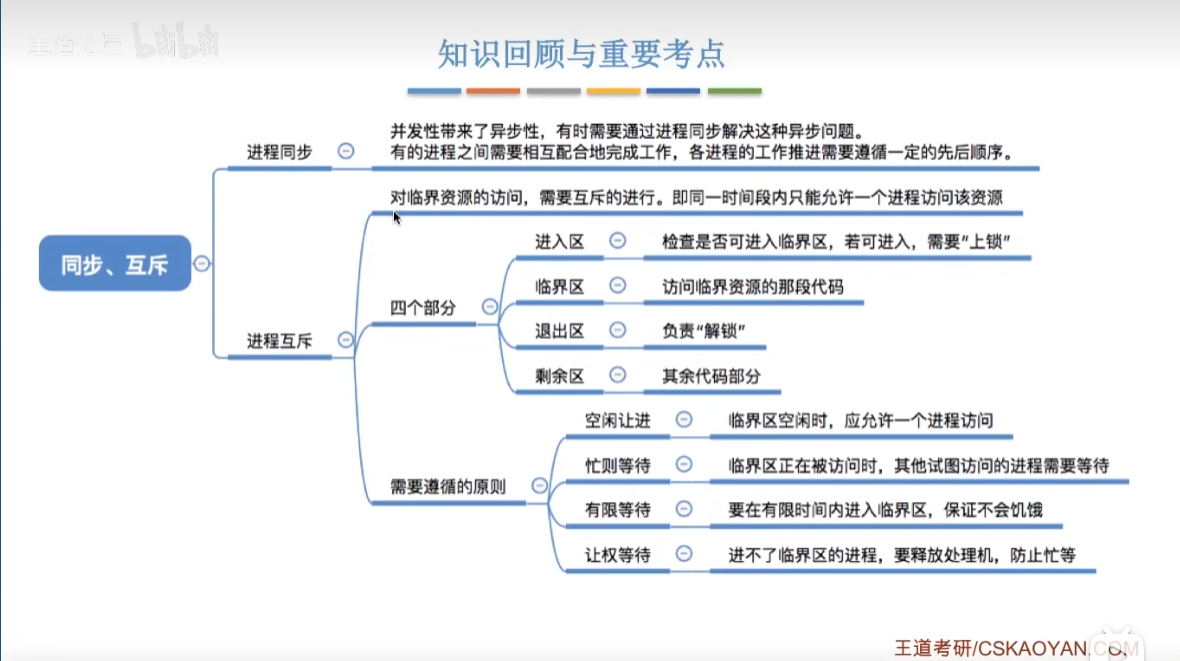 王道论坛 bilibili
知识回顾与重要考点
并发性带来了异步性，有时需要通过进程同步解决这种异步问题。
进程同步
有的进程之间需要相互配合地完成工作，各进程的工作推进需要遵循一定的先后顺序。
对临界资源的访问，需要互斥的进行。即同一时间段内只能允许一个进程访问该资源
进入区 检查是否可进入临界区，若可进入，需要“上锁”
同步、互斥
临界区 访问临界资源的那段代码
四个部分
退出区 负责“解锁”
进程互斥
剩余区 其余代码部分
空闲让进 临界区空闲时，应允许一个进程访问
忙则等待 临界区正在被访问时，其他试图访问的进程需要等待
需要遵循的原则
有限等待 要在有限时间内进入临界区，保证不会饥饿
让权等待 进不了临界区的进程，要释放处理机，防止忙等
王道考研/CSKAOYAN.COM